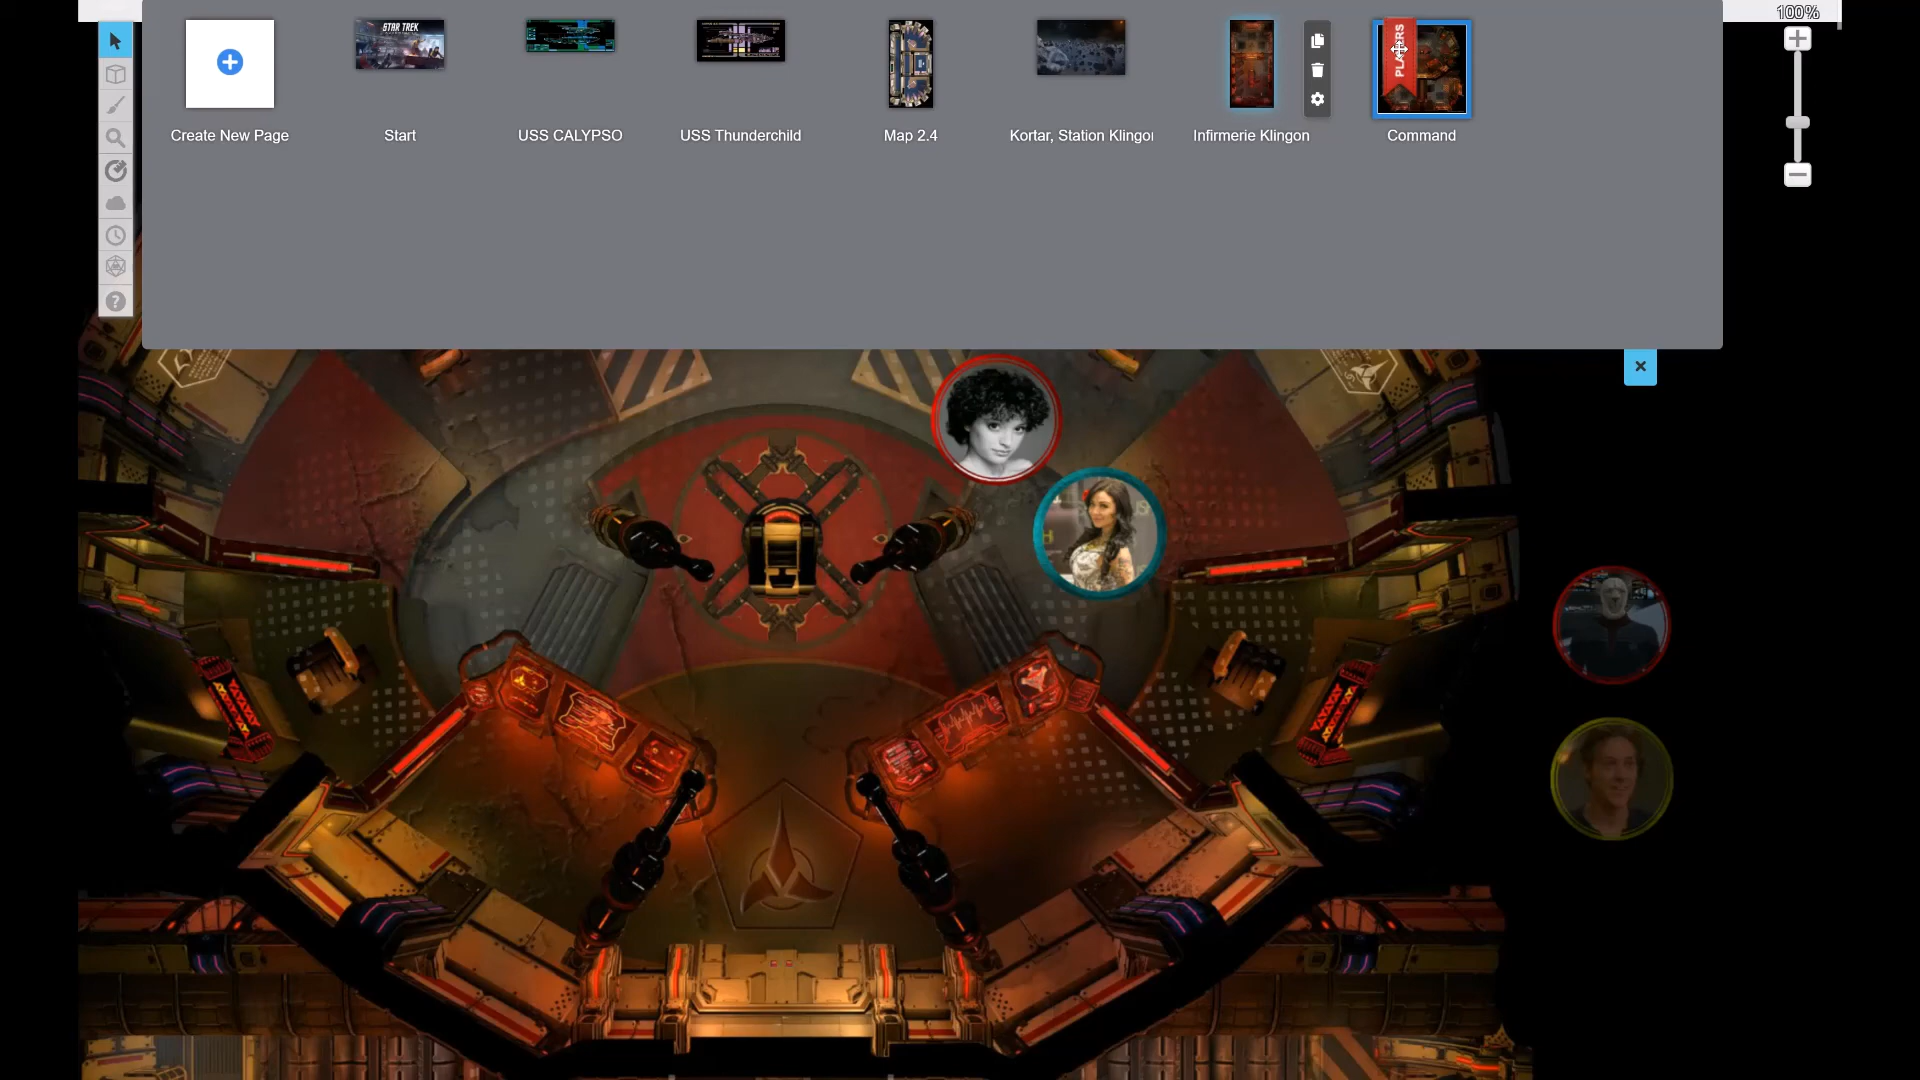 100%
STAR TREK
PLAYERS
Create New Page
Start
USS CALYPSO
USS Thunderchild
Map 2.4
Kortar, Station Klingo
Infirmerie Klingon
Command